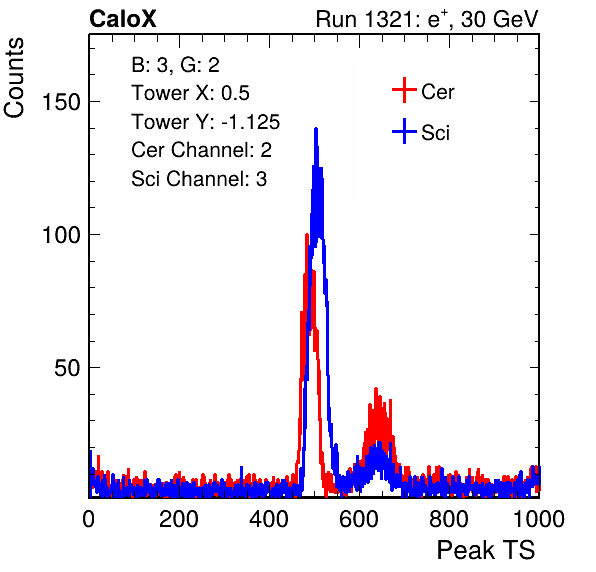 CaloX Run 1321: e⁺, 30 GeV
Counts
B: 3, G: 2
Tower X: 0.5
Tower Y: -1.125
Cer Channel: 2
Sci Channel: 3
Cer
Sci
150
100
50
0 200 400 600 800 1000
Peak TS